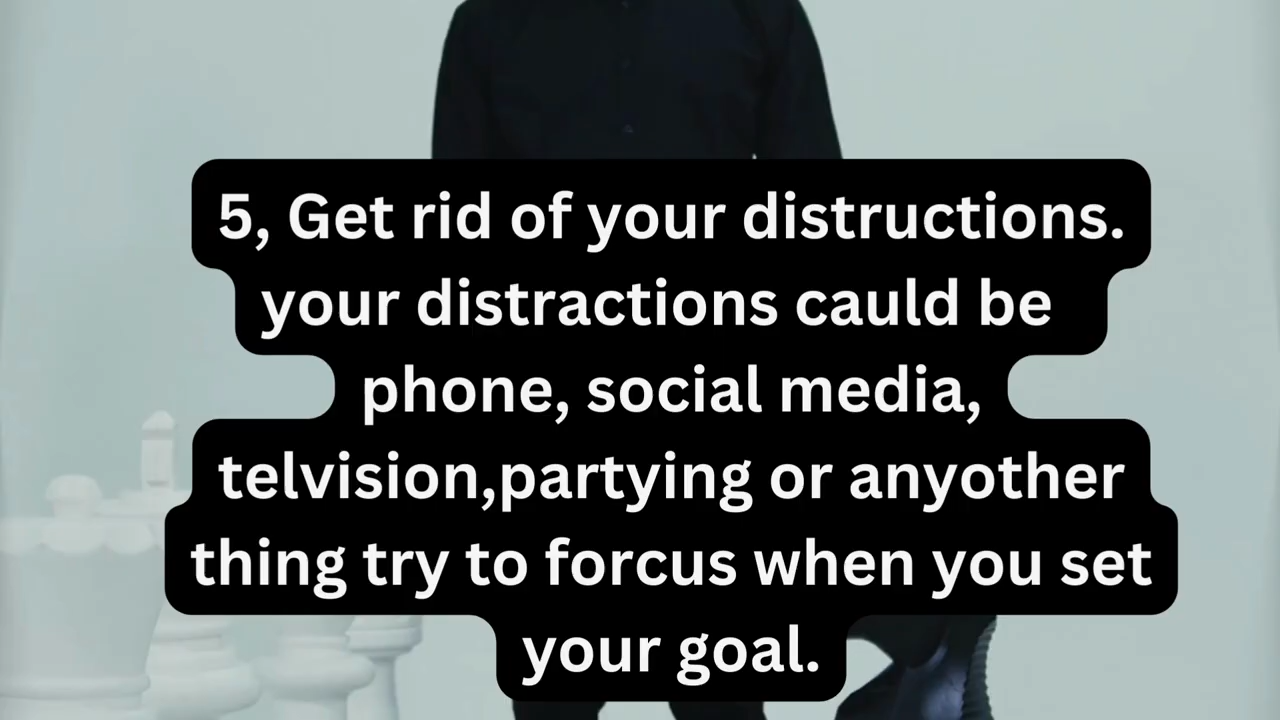 5, Get rid of your distructions.
your distractions cauld be
phone, social media,
telvision,partying or anyother
thing try to forcus when you set
your goal.